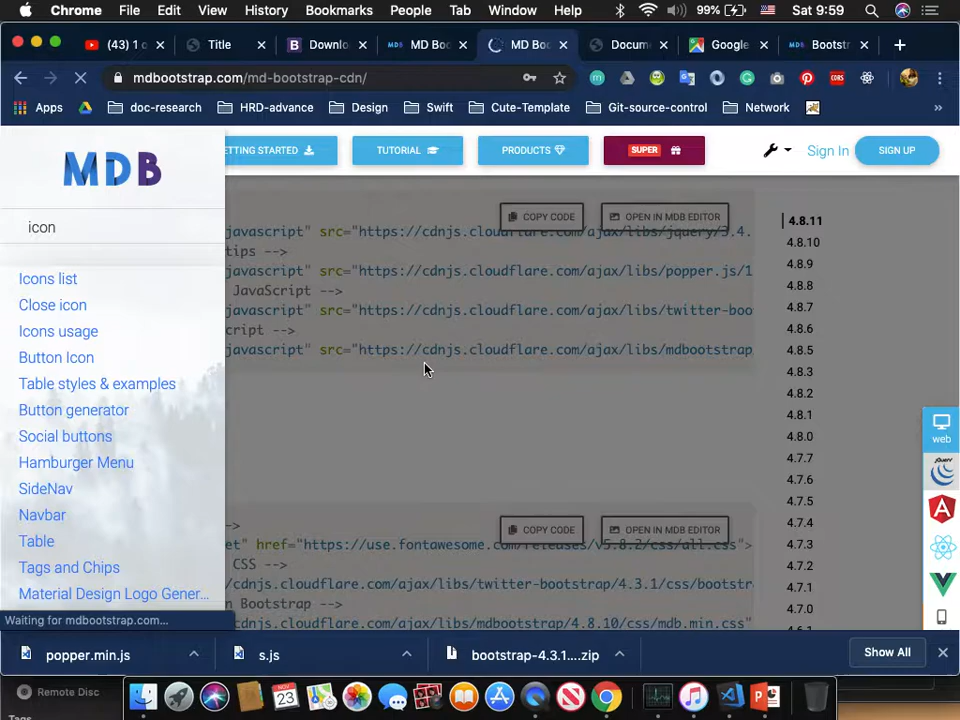 Chrome File Edit View History Bookmarks People Tab Window Help 99% Sat 9:59
(43) 1 c Title Downlo MD Boo MD Boo Docum Google Bootst
mdbootstrap.com/md-bootstrap-cdn/
Apps doc-research HRD-advance Design Swift Cute-Template Git-source-control Network »
MDB
ETTING STARTED TUTORIAL PRODUCTS SUPER Sign In SIGN UP
icon
Icons list
Close icon
Icons usage
Button Icon
Table styles & examples
Button generator
Social buttons
Hamburger Menu
SideNav
Navbar
Table
Tags and Chips
Material Design Logo Gener...
Waiting for mdbootstrap.com...
COPY CODE OPEN IN MDB EDITOR
javascript" src="https://cdnjs.cloudflare.com/ajax/libs/jquery/3.4.
tips -->
javascript" src="https://cdnjs.cloudflare.com/ajax/libs/popper.js/1
JavaScript -->
javascript" src="https://cdnjs.cloudflare.com/ajax/libs/twitter-boo
cript -->
javascript" src="https://cdnjs.cloudflare.com/ajax/libs/mdbootstrap
COPY CODE OPEN IN MDB EDITOR
->
et" href="https://use.fontawesome.com/releases/v5.8.2/css/all.css">
CSS -->
/cdnjs.cloudflare.com/ajax/libs/twitter-bootstrap/4.3.1/css/bootstr
n Bootstrap -->
/cdnjs.cloudflare.com/ajax/libs/mdbootstrap/4.8.10/css/mdb.min.css"
4.8.11
4.8.10
4.8.9
4.8.8
4.8.7
4.8.6
4.8.5
4.8.3
4.8.2
4.8.1
4.8.0
4.7.7
4.7.6
4.7.5
4.7.4
4.7.3
4.7.2
4.7.1
4.7.0
web
jQuery
popper.min.js s.js bootstrap-4.3.1....zip Show All
Remote Disc
NOV
23